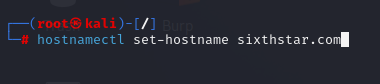 ┌──(root㉿kali)-[/]
└─# hostnamectl set-hostname sixthstar.com